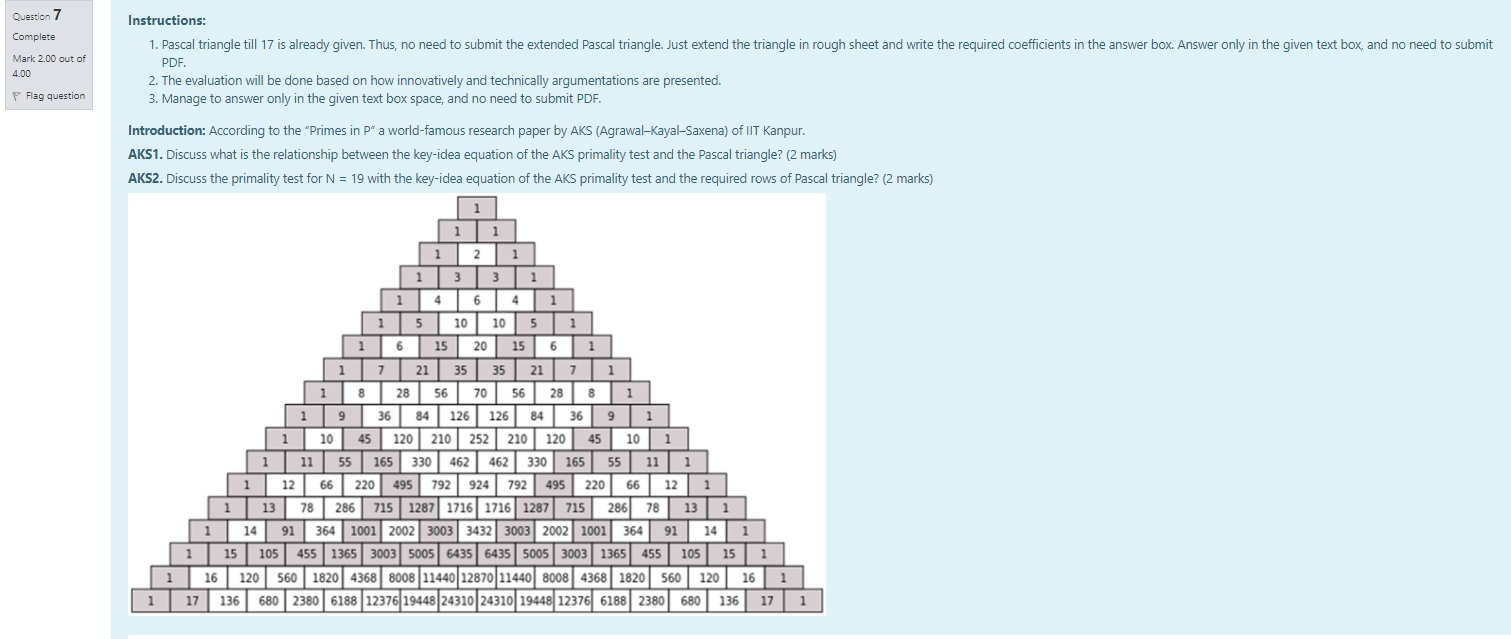 Question 7
Complete
Mark 2.00 out of
4.00
Flag question
Instructions:
1. Pascal triangle till 17 is already given. Thus, no need to submit the extended Pascal triangle. Just extend the triangle in rough sheet and write the required coefficients in the answer box. Answer only in the given text box, and no need to submit
PDF.
2. The evaluation will be done based on how innovatively and technically argumentations are presented.
3. Manage to answer only in the given text box space, and no need to submit PDF.
Introduction: According to the "Primes in P" a world-famous research paper by AKS (Agrawal–Kayal–Saxena) of IIT Kanpur.
AKS1. Discuss what is the relationship between the key-idea equation of the AKS primality test and the Pascal triangle? (2 marks)
AKS2. Discuss the primality test for N = 19 with the key-idea equation of the AKS primality test and the required rows of Pascal triangle? (2 marks)
1
1 1
1 2 1
1 3 3 1
1 4 6 4 1
1 5 10 10 5 1
1 6 15 20 15 6 1
1 7 21 35 35 21 7 1
1 8 28 56 70 56 28 8 1
1 9 36 84 126 126 84 36 9 1
1 10 45 120 210 252 210 120 45 10 1
1 11 55 165 330 462 462 330 165 55 11 1
1 12 66 220 495 792 924 792 495 220 66 12 1
1 13 78 286 715 1287 1716 1716 1287 715 286 78 13 1
1 14 91 364 1001 2002 3003 3432 3003 2002 1001 364 91 14 1
1 15 105 455 1365 3003 5005 6435 6435 5005 3003 1365 455 105 15 1
1 16 120 560 1820 4368 8008 11440 12870 11440 8008 4368 1820 560 120 16 1
1 17 136 680 2380 6188 12376 19448 24310 24310 19448 12376 6188 2380 680 136 17 1